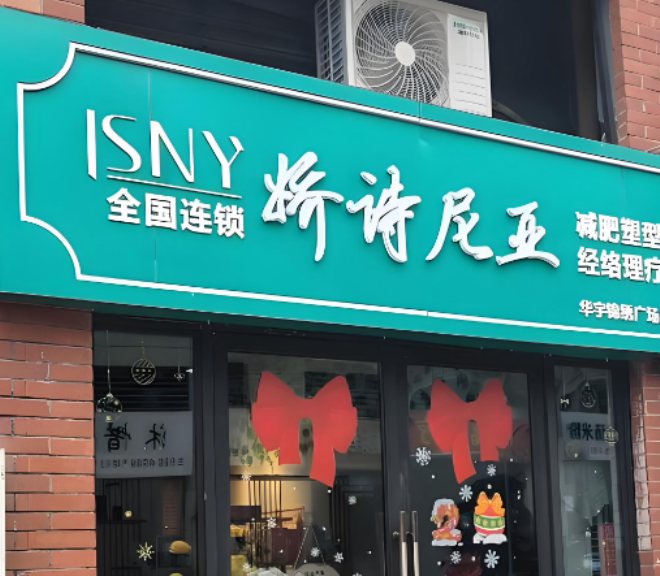 ISNY
全国连锁
娇诗尼亚
减肥塑型
经络理疗
华宇锦绣广场